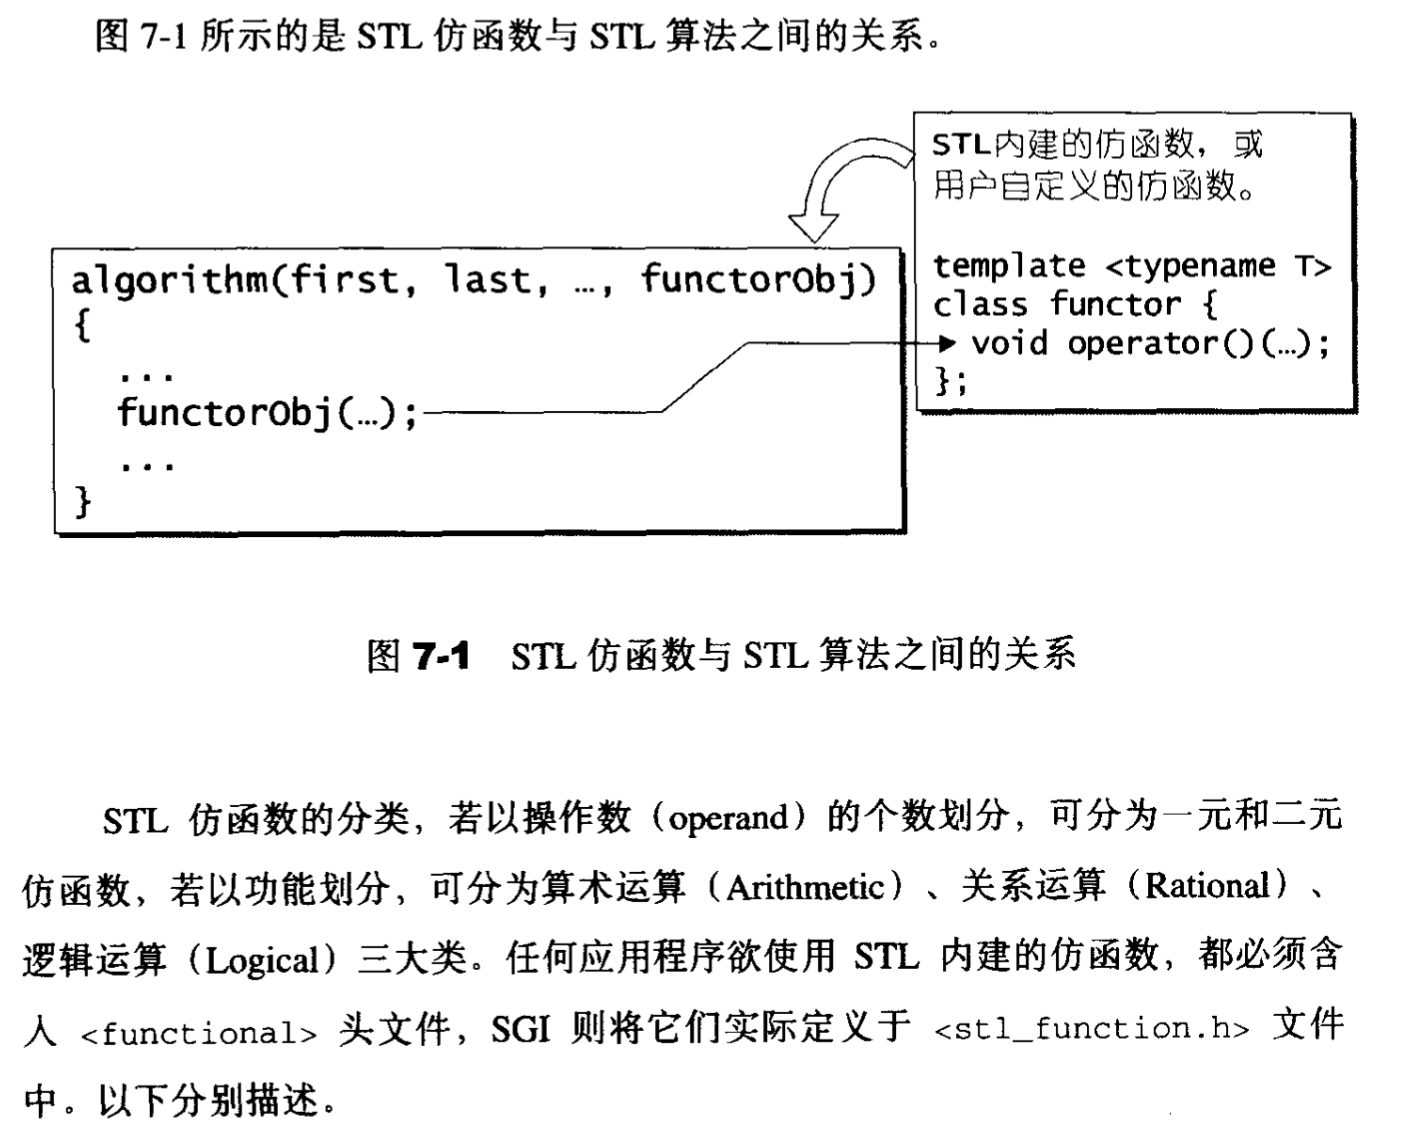 图 7-1 所示的是 STL 仿函数与 STL 算法之间的关系。
STL内建的仿函数，或
用户自定义的仿函数。
template <typename T>
class functor {
void operator()(…);
};
algorithm(first, last, …, functorObj)
{
...
functorObj(…);
...
}
图 7-1 STL 仿函数与 STL 算法之间的关系
STL 仿函数的分类，若以操作数（operand）的个数划分，可分为一元和二元
仿函数，若以功能划分，可分为算术运算（Arithmetic）、关系运算（Rational）、
逻辑运算（Logical）三大类。任何应用程序欲使用 STL 内建的仿函数，都必须含
入 <functional> 头文件，SGI 则将它们实际定义于 <stl_function.h> 文件
中。以下分别描述。